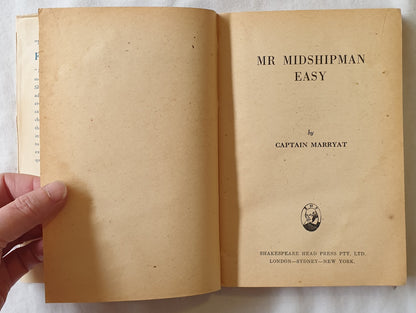 MR MIDSHIPMAN
EASY
by
CAPTAIN MARRYAT
SHAKESPEARE HEAD PRESS PTY, LTD.
LONDON—SYDNEY—NEW YORK.